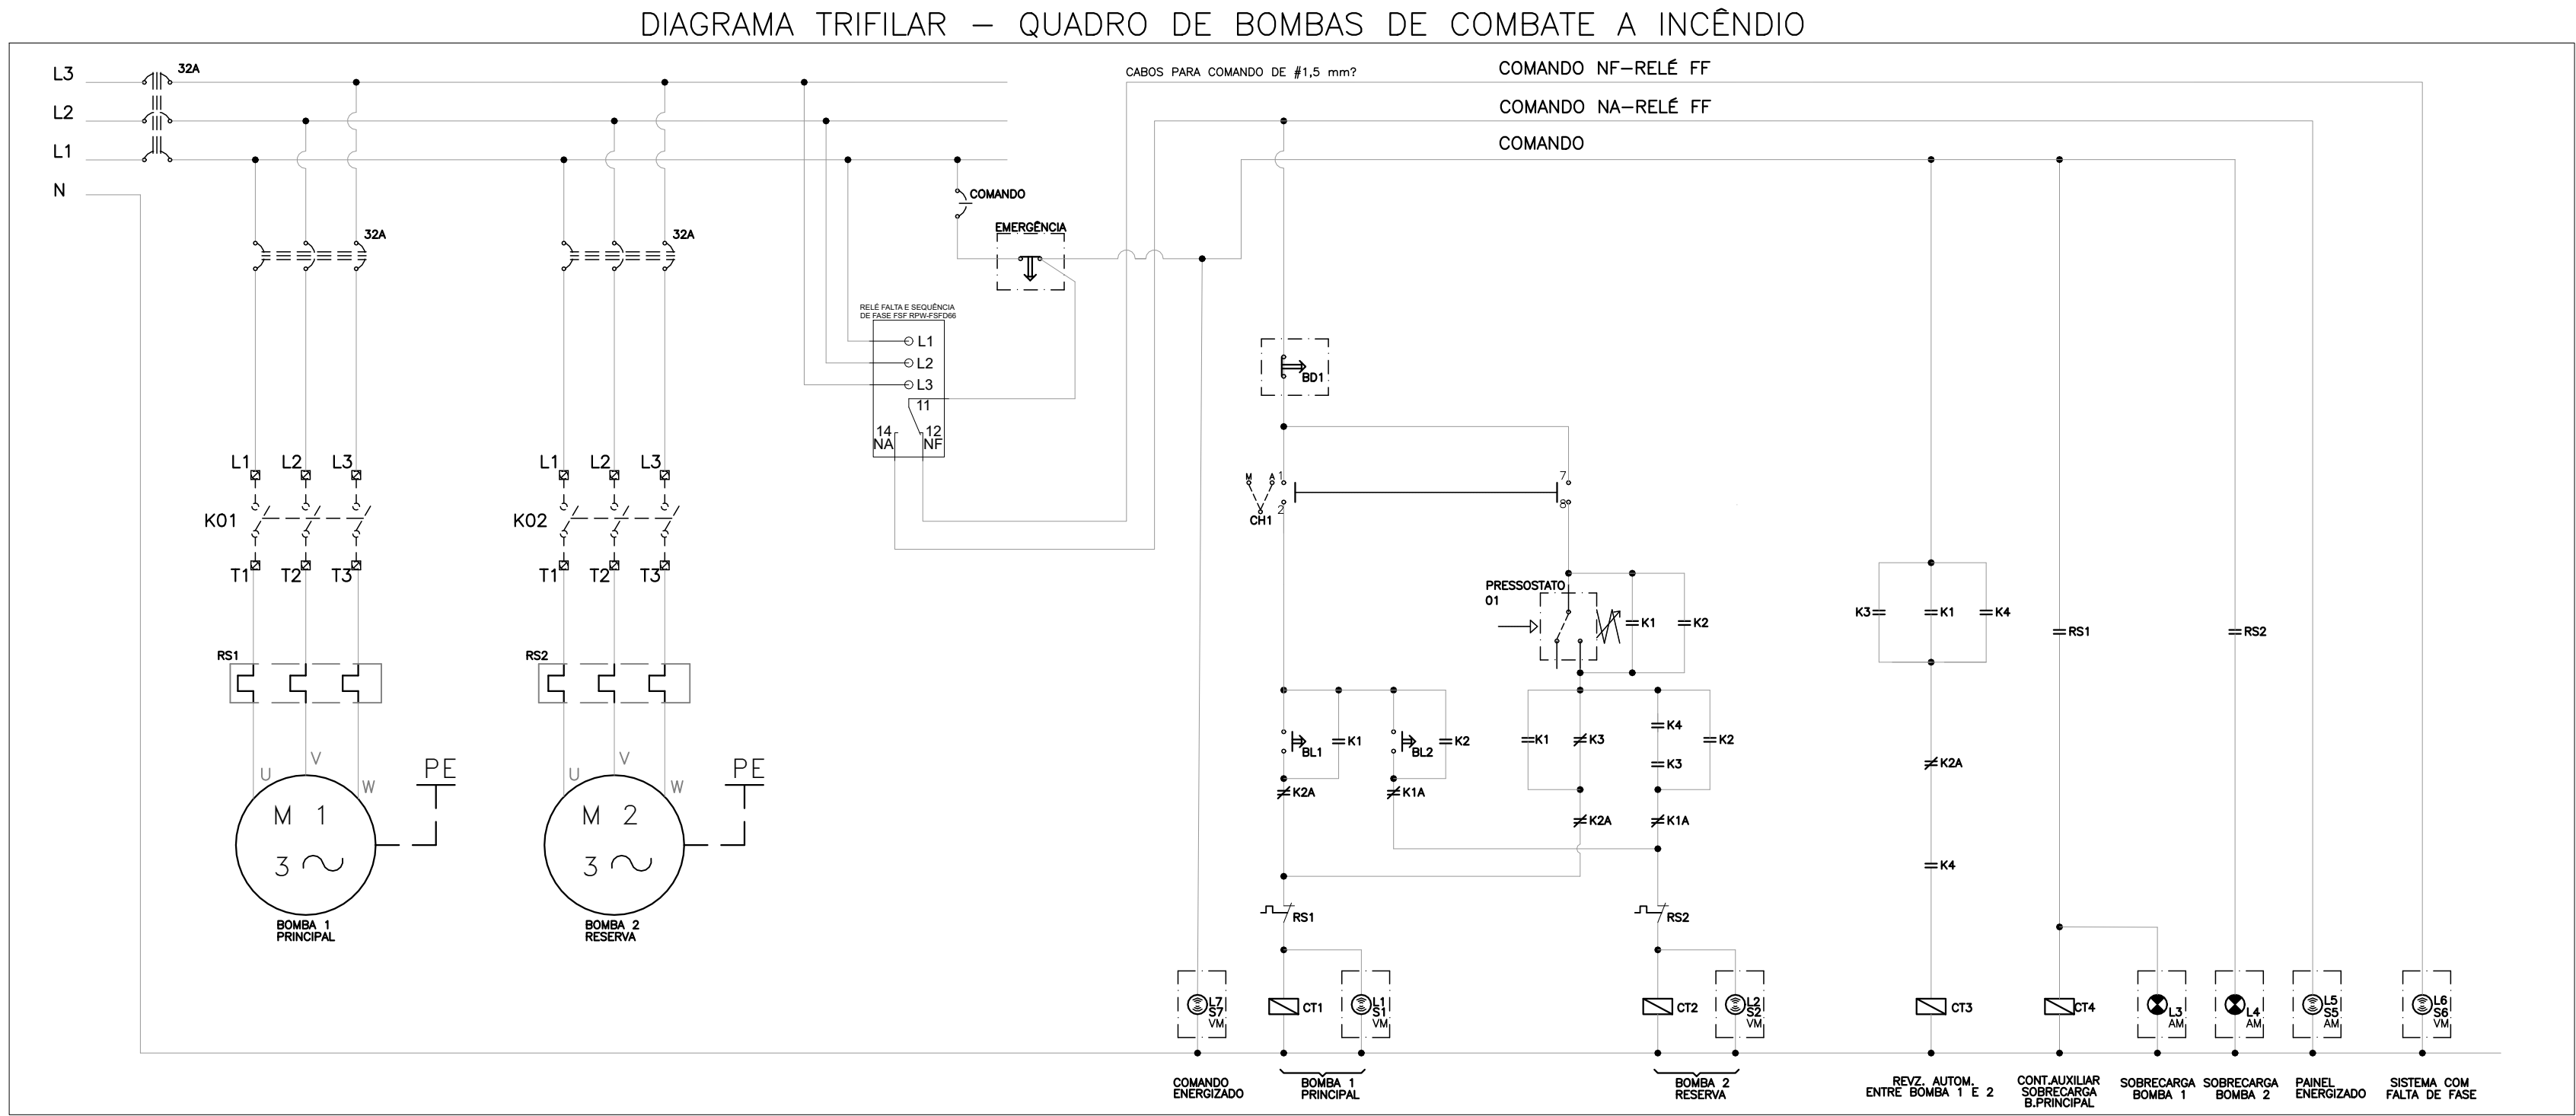 DIAGRAMA TRIFILAR — QUADRO DE BOMBAS DE COMBATE A INCÊNDIO
L3
32A
L2
L1
N
CABOS PARA COMANDO DE #1,5 mm?
COMANDO NF-RELÉ FF
COMANDO NA-RELÉ FF
COMANDO
COMANDO
EMERGÊNCIA
32A
32A
RELÉ FALTA E SEQUÊNCIA
DE FASE FSF RPW-FSFD66
L1
L2
L3
11
14
12
NA
NF
BD1
L1
L2
L3
K01
T1
T2
T3
L1
L2
L3
K02
T1
T2
T3
M
A
1
2
CH1
7
8
PRESSOSTATO
01
K1
K2
K3
K1
K4
RS1
RS2
RS1
RS2
BL1
K1
BL2
K2
K2A
K1A
K1
K3
K4
K3
K2
K2A
K1A
K2A
K4
U
V
W
PE
M 1
3
BOMBA 1
PRINCIPAL
U
V
W
PE
M 2
3
BOMBA 2
RESERVA
RS1
RS2
L7
S7
VM
CT1
L1
S1
VM
CT2
L2
S2
VM
CT3
CT4
L3
AM
L4
AM
L5
S5
AM
L6
S6
VM
COMANDO
ENERGIZADO
BOMBA 1
PRINCIPAL
BOMBA 2
RESERVA
REVZ. AUTOM.
ENTRE BOMBA 1 E 2
CONT.AUXILIAR
SOBRECARGA
B.PRINCIPAL
SOBRECARGA
BOMBA 1
SOBRECARGA
BOMBA 2
PAINEL
ENERGIZADO
SISTEMA COM
FALTA DE FASE